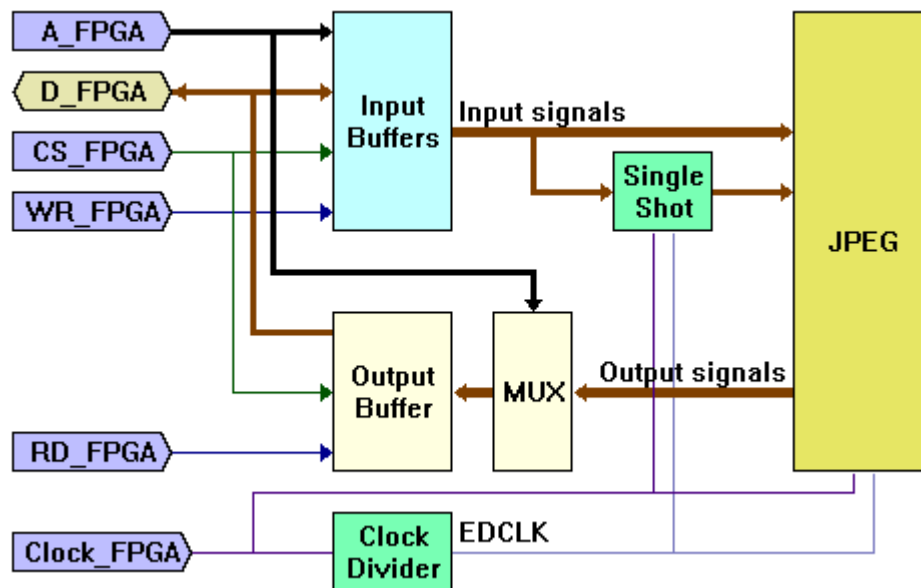 A_FPGA
D_FPGA
CS_FPGA
WR_FPGA
Input
Buffers
Input signals
Single
Shot
JPEG
Output
Buffer
MUX
Output signals
RD_FPGA
Clock_FPGA
Clock
Divider
EDCLK